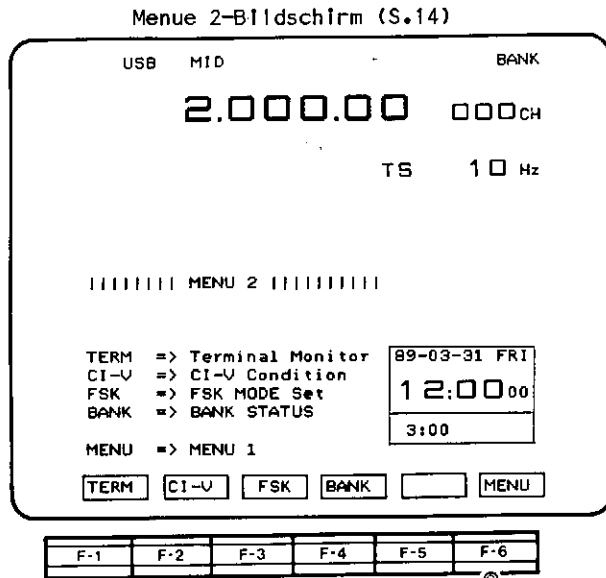 Menue 2-Bildschirm (S.14)
USB MID BANK
2.000.00 000CH
TS 10 Hz
MENU 2
TERM => Terminal Monitor
CI-V => CI-V Condition
FSK => FSK MODE Set
BANK => BANK STATUS
MENU => MENU 1
89-03-31 FRI
12:00 00
3:00
TERM CI-V FSK BANK MENU
F-1 F-2 F-3 F-4 F-5 F-6